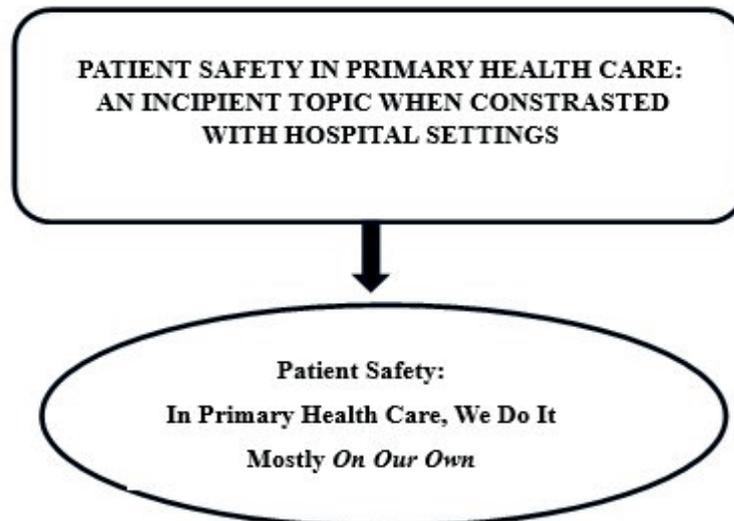 PATIENT SAFETY IN PRIMARY HEALTH CARE:
AN INCIPIENT TOPIC WHEN CONSTRASTED
WITH HOSPITAL SETTINGS
Patient Safety:
In Primary Health Care, We Do It
Mostly On Our Own